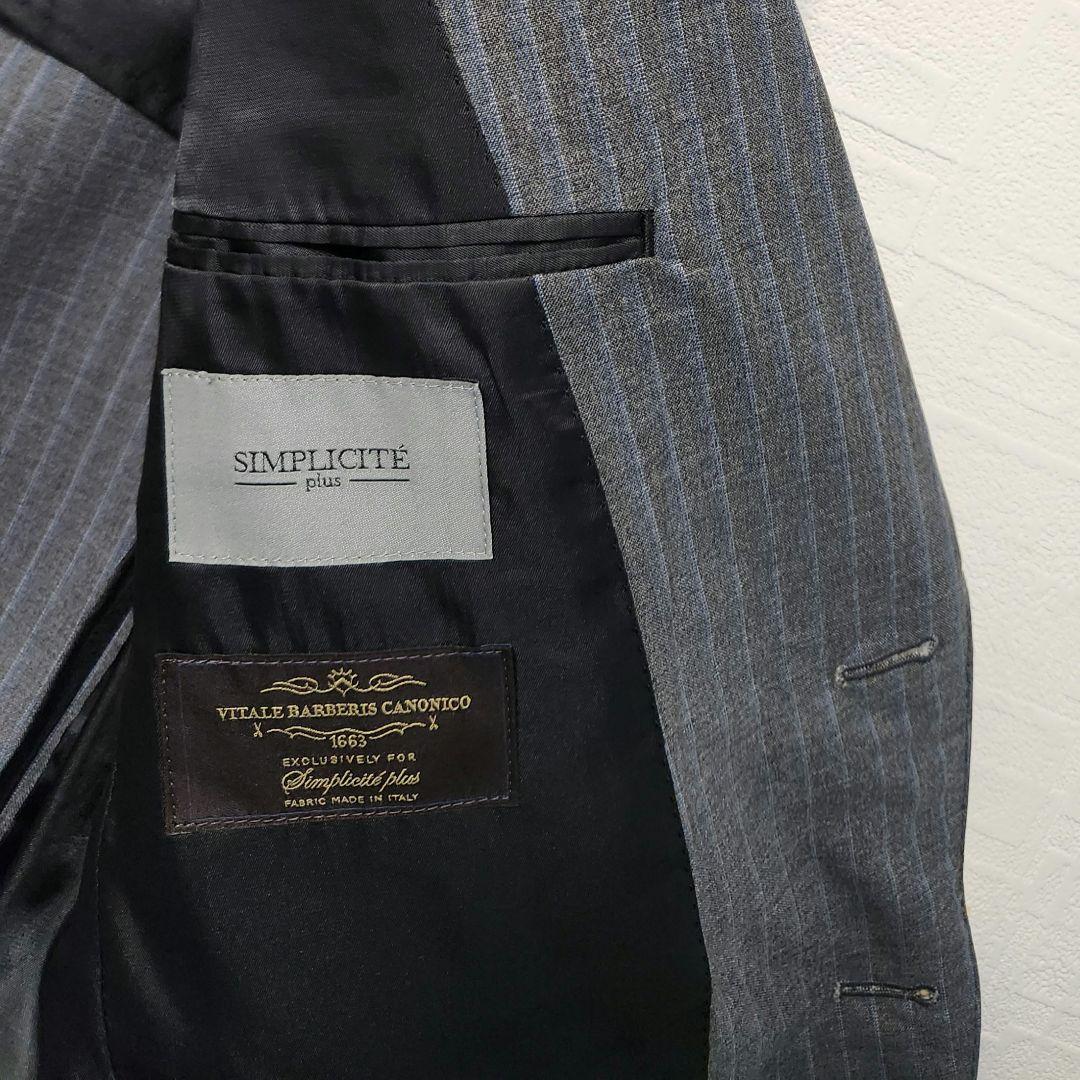 SIMPLICITÉ
plus
VITALE BARBERIS CANONICO
1663
EXCLUSIVELY FOR
Simplicité plus
FABRIC MADE IN ITALY